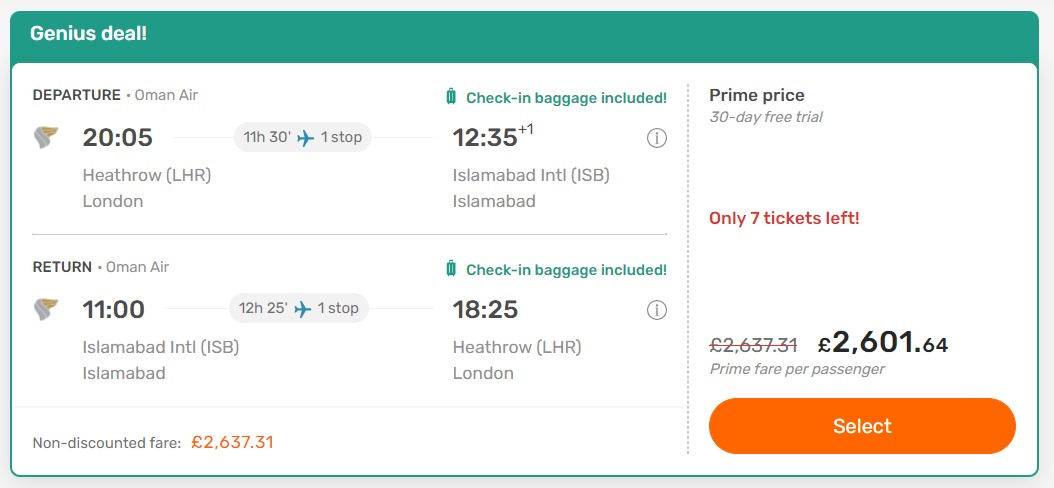 Genius deal!
DEPARTURE • Oman Air
Check-in baggage included!
20:05
11h 30' 1 stop
12:35+1
Heathrow (LHR)
London
Islamabad Intl (ISB)
Islamabad
RETURN • Oman Air
Check-in baggage included!
11:00
12h 25' 1 stop
18:25
Islamabad Intl (ISB)
Islamabad
Heathrow (LHR)
London
Non-discounted fare: £2,637.31
Prime price
30-day free trial
Only 7 tickets left!
£2,637.31 £2,601.64
Prime fare per passenger
Select